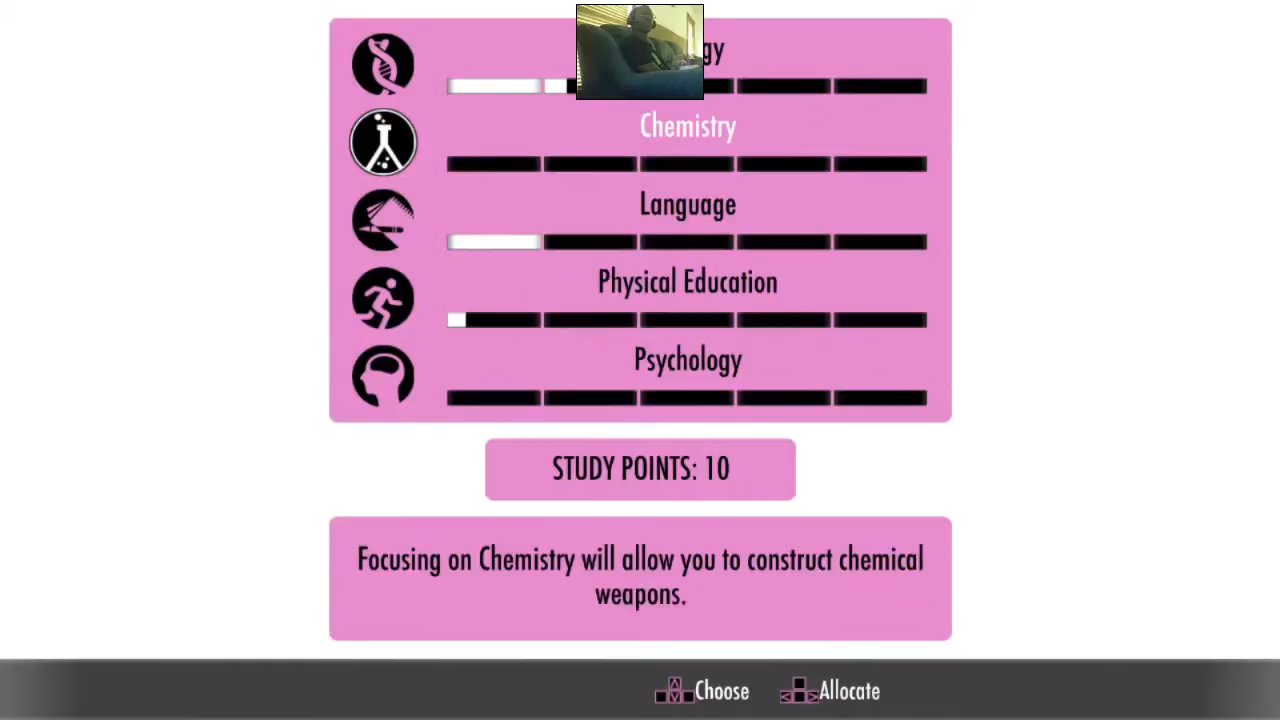 gy
Chemistry
Language
Physical Education
Psychology
STUDY POINTS: 10
Focusing on Chemistry will allow you to construct chemical
weapons.
Choose Allocate